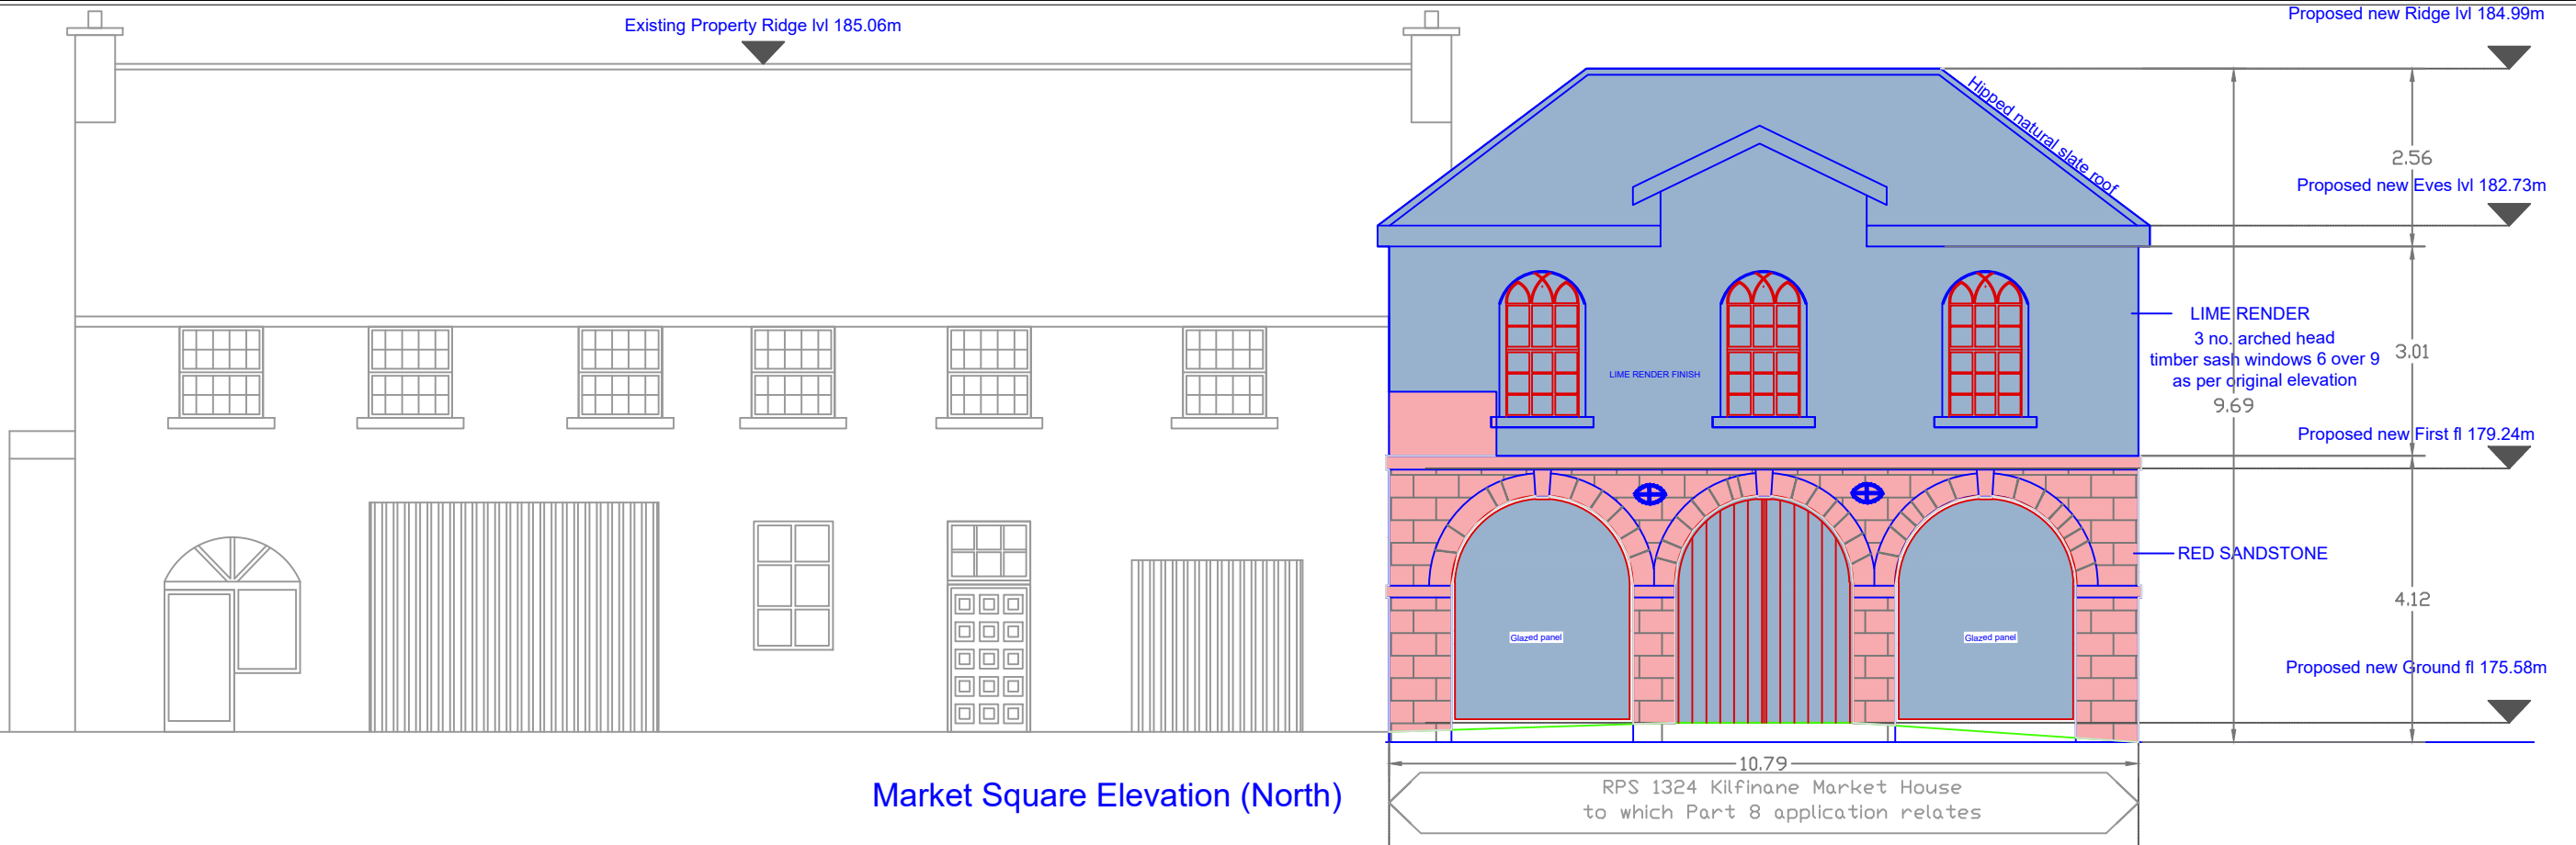 Existing Property Ridge lvl 185.06m
Proposed new Ridge lvl 184.99m
Hipped natural slate roof
2.56
Proposed new Eves lvl 182.73m
LIME RENDER
3 no. arched head
timber sash windows 6 over 9
as per original elevation
3.01
9.69
LIME RENDER FINISH
Proposed new First fl 179.24m
RED SANDSTONE
4.12
Glazed panel
Glazed panel
Proposed new Ground fl 175.58m
10.79
Market Square Elevation (North)
RPS 1324 Kilfinane Market House
to which Part 8 application relates